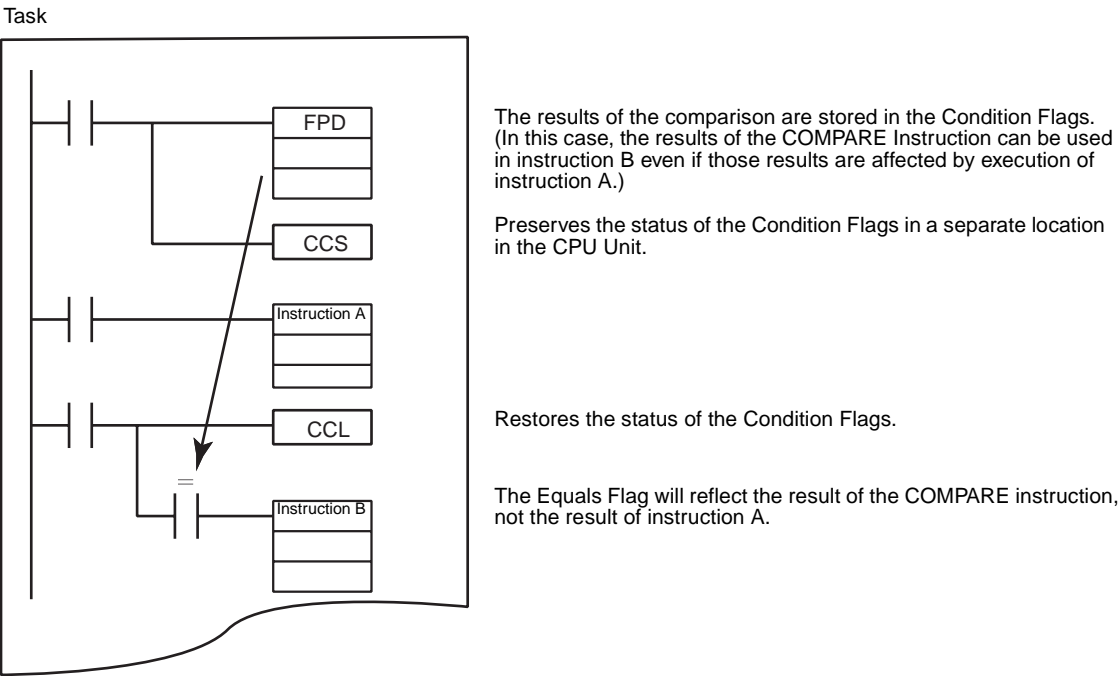 Task
FPD
The results of the comparison are stored in the Condition Flags.
(In this case, the results of the COMPARE Instruction can be used
in instruction B even if those results are affected by execution of
instruction A.)
CCS
Preserves the status of the Condition Flags in a separate location
in the CPU Unit.
Instruction A
CCL
Restores the status of the Condition Flags.
=
Instruction B
The Equals Flag will reflect the result of the COMPARE instruction,
not the result of instruction A.